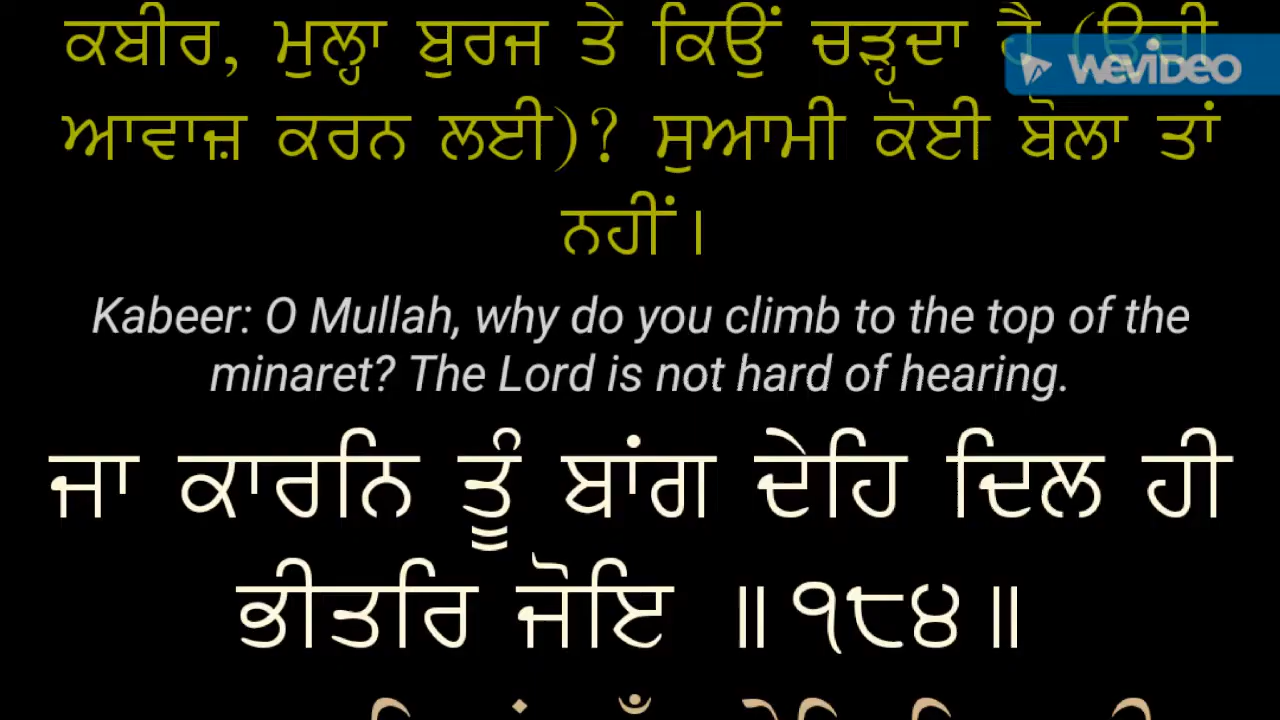 ਕਬੀਰ, ਮੁਲ੍ਹਾ ਬੁਰਜ ਤੇ ਕਿਉਂ ਚੜ੍ਹਦਾ ਹੈ (ਉੱਚੀ
WeVideo
ਆਵਾਜ਼ ਕਰਨ ਲਈ)? ਸੁਆਮੀ ਕੋਈ ਬੋਲਾ ਤਾਂ
ਨਹੀਂ।
Kabeer: O Mullah, why do you climb to the top of the
minaret? The Lord is not hard of hearing.
ਜਾ ਕਾਰਨਿ ਤੂੰ ਬਾਂਗ ਦੇਹਿ ਦਿਲ ਹੀ
ਭੀਤਰਿ ਜੋਇ ॥੧੮੪॥